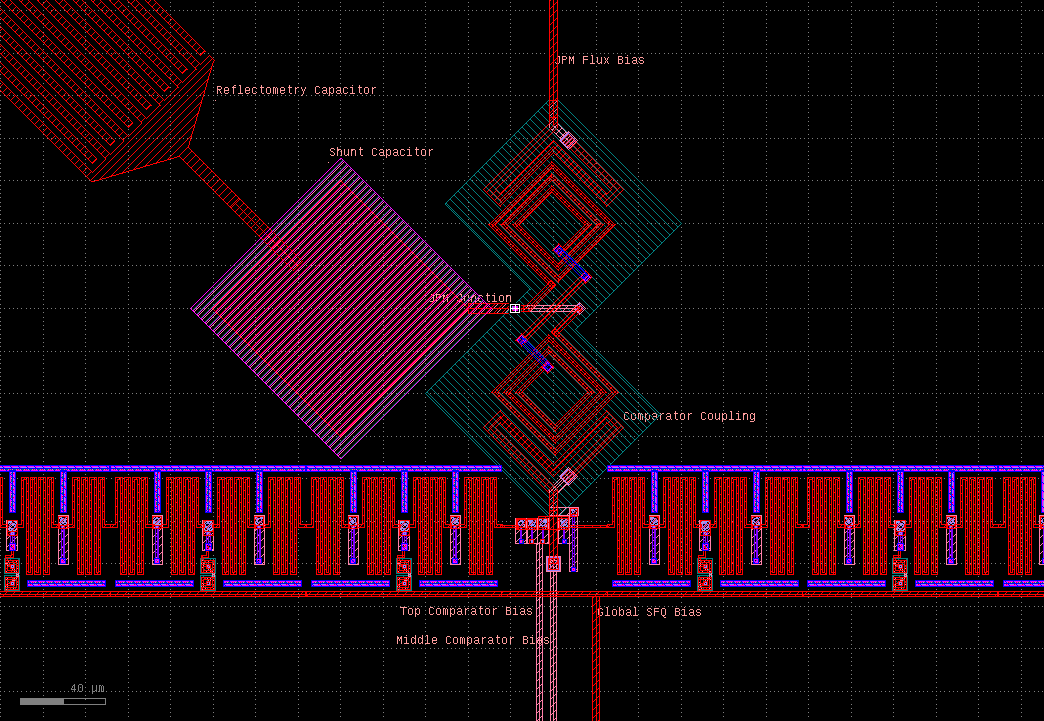 JPM Flux Bias
Reflectometry Capacitor
Shunt Capacitor
JPM Junction
Comparator Coupling
Top Comparator Bias
Global SFQ Bias
Middle Comparator Bias
40 µm